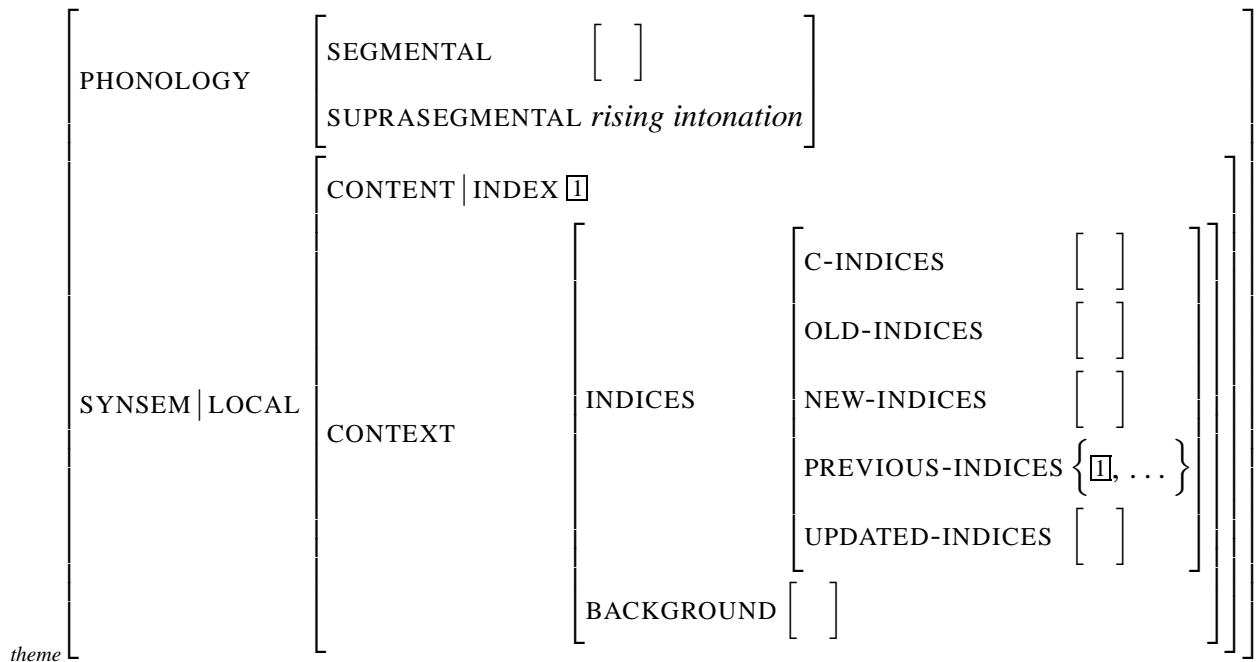 SEGMENTAL [ ]
PHONOLOGY
SUPRASEGMENTAL rising intonation
CONTENT|INDEX 1
C-INDICES [ ]
OLD-INDICES [ ]
SYNSEM|LOCAL
INDICES
NEW-INDICES [ ]
CONTEXT
PREVIOUS-INDICES {1, ...}
UPDATED-INDICES [ ]
BACKGROUND [ ]
theme